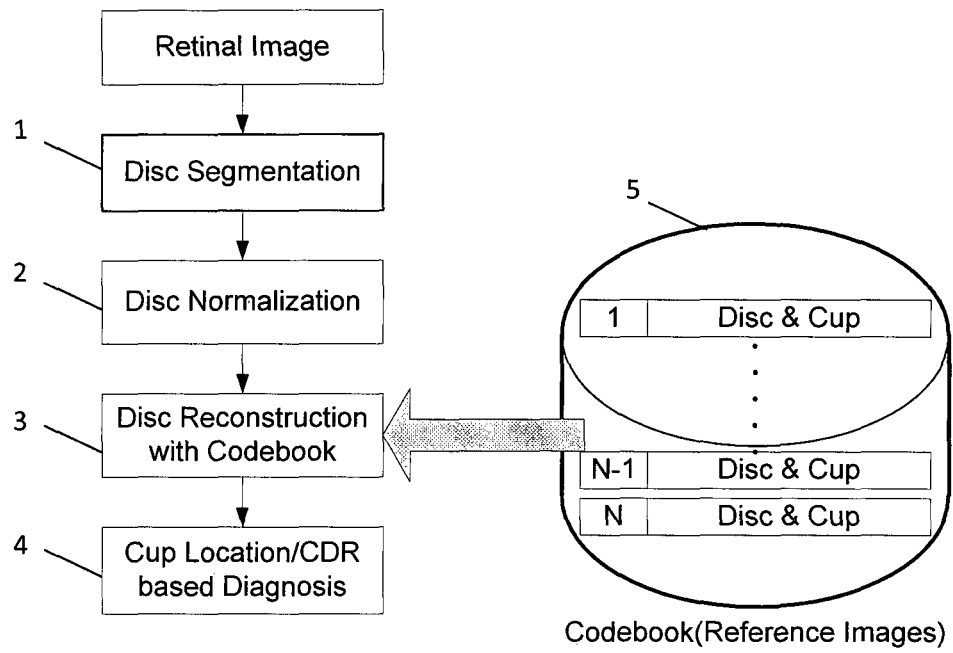 Retinal Image
1
Disc Segmentation
2
Disc Normalization
3
Disc Reconstruction
with Codebook
4
Cup Location/CDR
based Diagnosis
5
1 Disc & Cup
N-1 Disc & Cup
N Disc & Cup
Codebook(Reference Images)